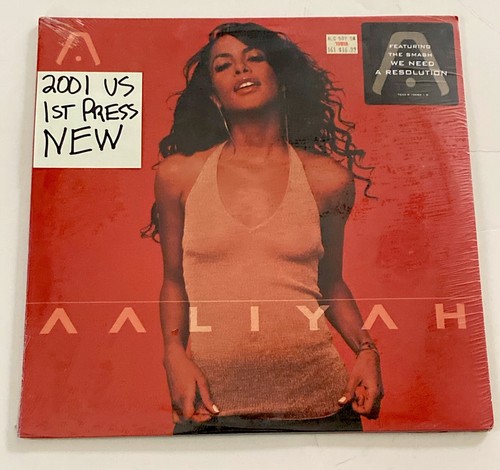 2001 US
1ST PRESS
NEW
FEATURING
THE SMASH
WE NEED
A RESOLUTION
AALIYAH